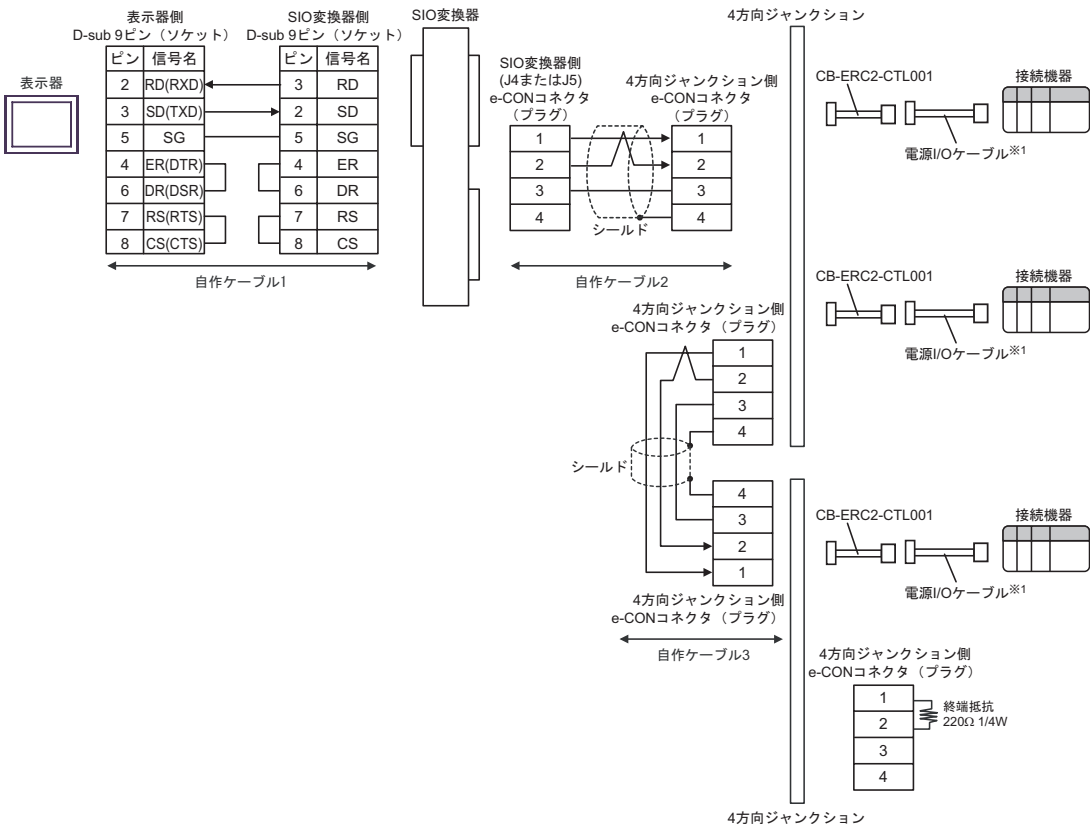 表示器
表示器側
D-sub 9ピン（ソケット）
ピン 信号名
2 RD(RXD)
3 SD(TXD)
5 SG
4 ER(DTR)
6 DR(DSR)
7 RS(RTS)
8 CS(CTS)
SIO変換器側
D-sub 9ピン（ソケット）
ピン 信号名
3 RD
2 SD
5 SG
4 ER
6 DR
7 RS
8 CS
自作ケーブル1
SIO変換器
SIO変換器側
(J4またはJ5)
e-CONコネクタ
（プラグ）
1
2
3
4
シールド
4方向ジャンクション側
e-CONコネクタ
（プラグ）
1
2
3
4
自作ケーブル2
4方向ジャンクション
CB-ERC2-CTL001
電源I/Oケーブル※1
接続機器
CB-ERC2-CTL001
電源I/Oケーブル※1
接続機器
4方向ジャンクション側
e-CONコネクタ（プラグ）
1
2
3
4
シールド
4
3
2
1
4方向ジャンクション側
e-CONコネクタ（プラグ）
自作ケーブル3
CB-ERC2-CTL001
電源I/Oケーブル※1
接続機器
4方向ジャンクション側
e-CONコネクタ（プラグ）
1
2
3
4
終端抵抗
220Ω 1/4W
4方向ジャンクション